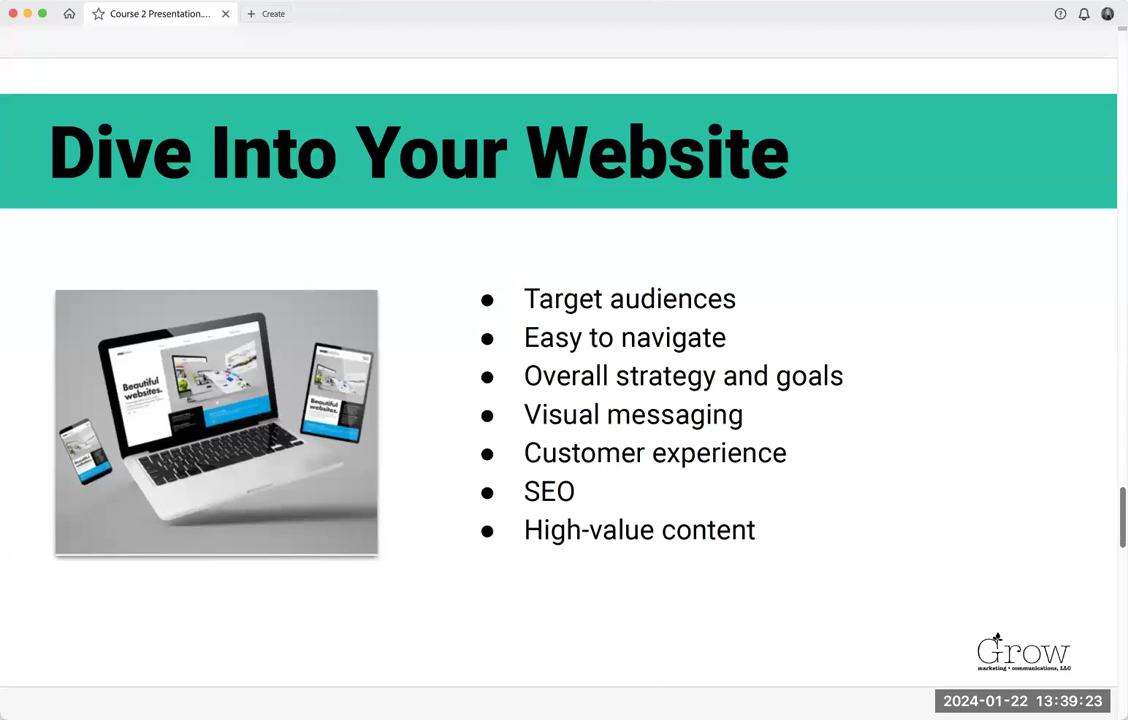 Course 2 Presentation....
Create
Dive Into Your Website
Beautiful
websites.
Beautiful
websites.
● Target audiences
● Easy to navigate
● Overall strategy and goals
● Visual messaging
● Customer experience
● SEO
● High-value content
Grow
marketing + communications, LLC
2024-01-22 13:39:23